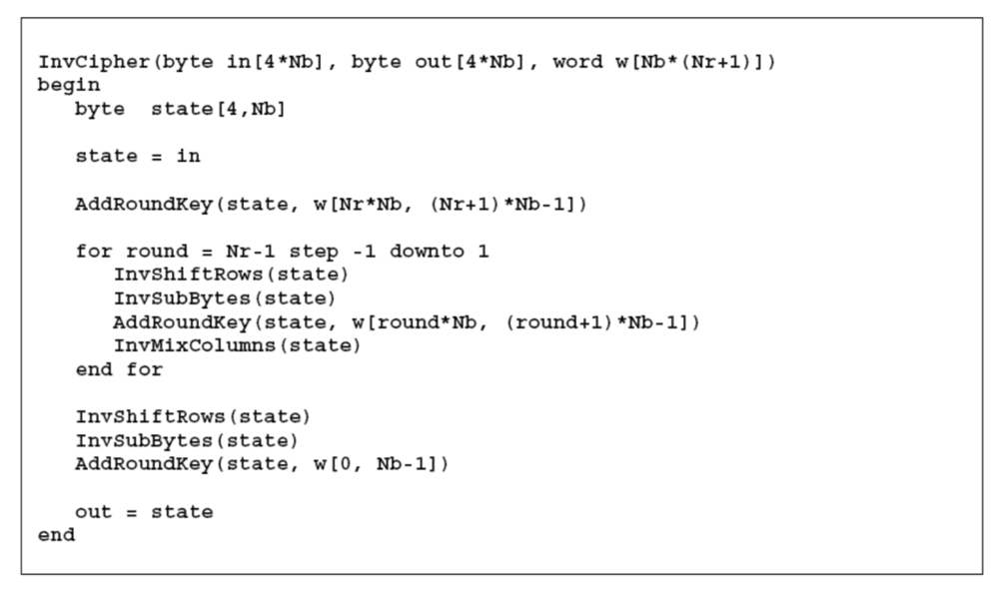 InvCipher(byte in[4*Nb], byte out[4*Nb], word w[Nb*(Nr+1)])
begin
byte state[4,Nb]
state = in
AddRoundKey(state, w[Nr*Nb, (Nr+1)*Nb-1])
for round = Nr-1 step -1 downto 1
InvShiftRows(state)
InvSubBytes(state)
AddRoundKey(state, w[round*Nb, (round+1)*Nb-1])
InvMixColumns(state)
end for
InvShiftRows(state)
InvSubBytes(state)
AddRoundKey(state, w[0, Nb-1])
out = state
end